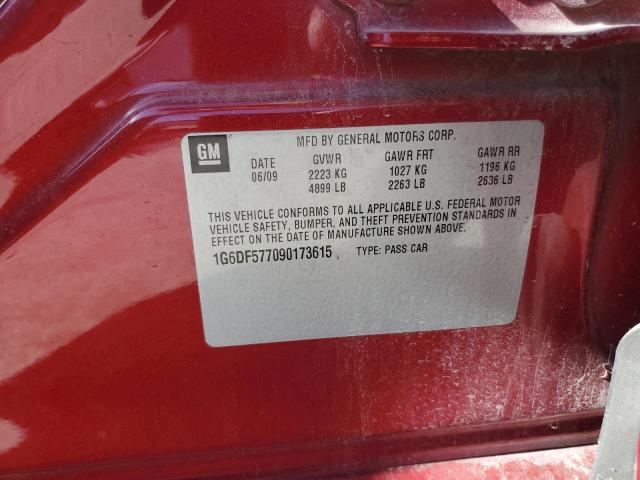 GM
MFD BY GENERAL MOTORS CORP.
DATE GVWR GAWR FRT GAWR RR
06/09 2223 KG 1027 KG 1196 KG
4899 LB 2263 LB 2636 LB
THIS VEHICLE CONFORMS TO ALL APPLICABLE U.S. FEDERAL MOTOR
VEHICLE SAFETY, BUMPER, AND THEFT PREVENTION STANDARDS IN
EFFECT ON THE DATE OF MANUFACTURE SHOWN ABOVE.
1G6DF577090173615 TYPE: PASS CAR